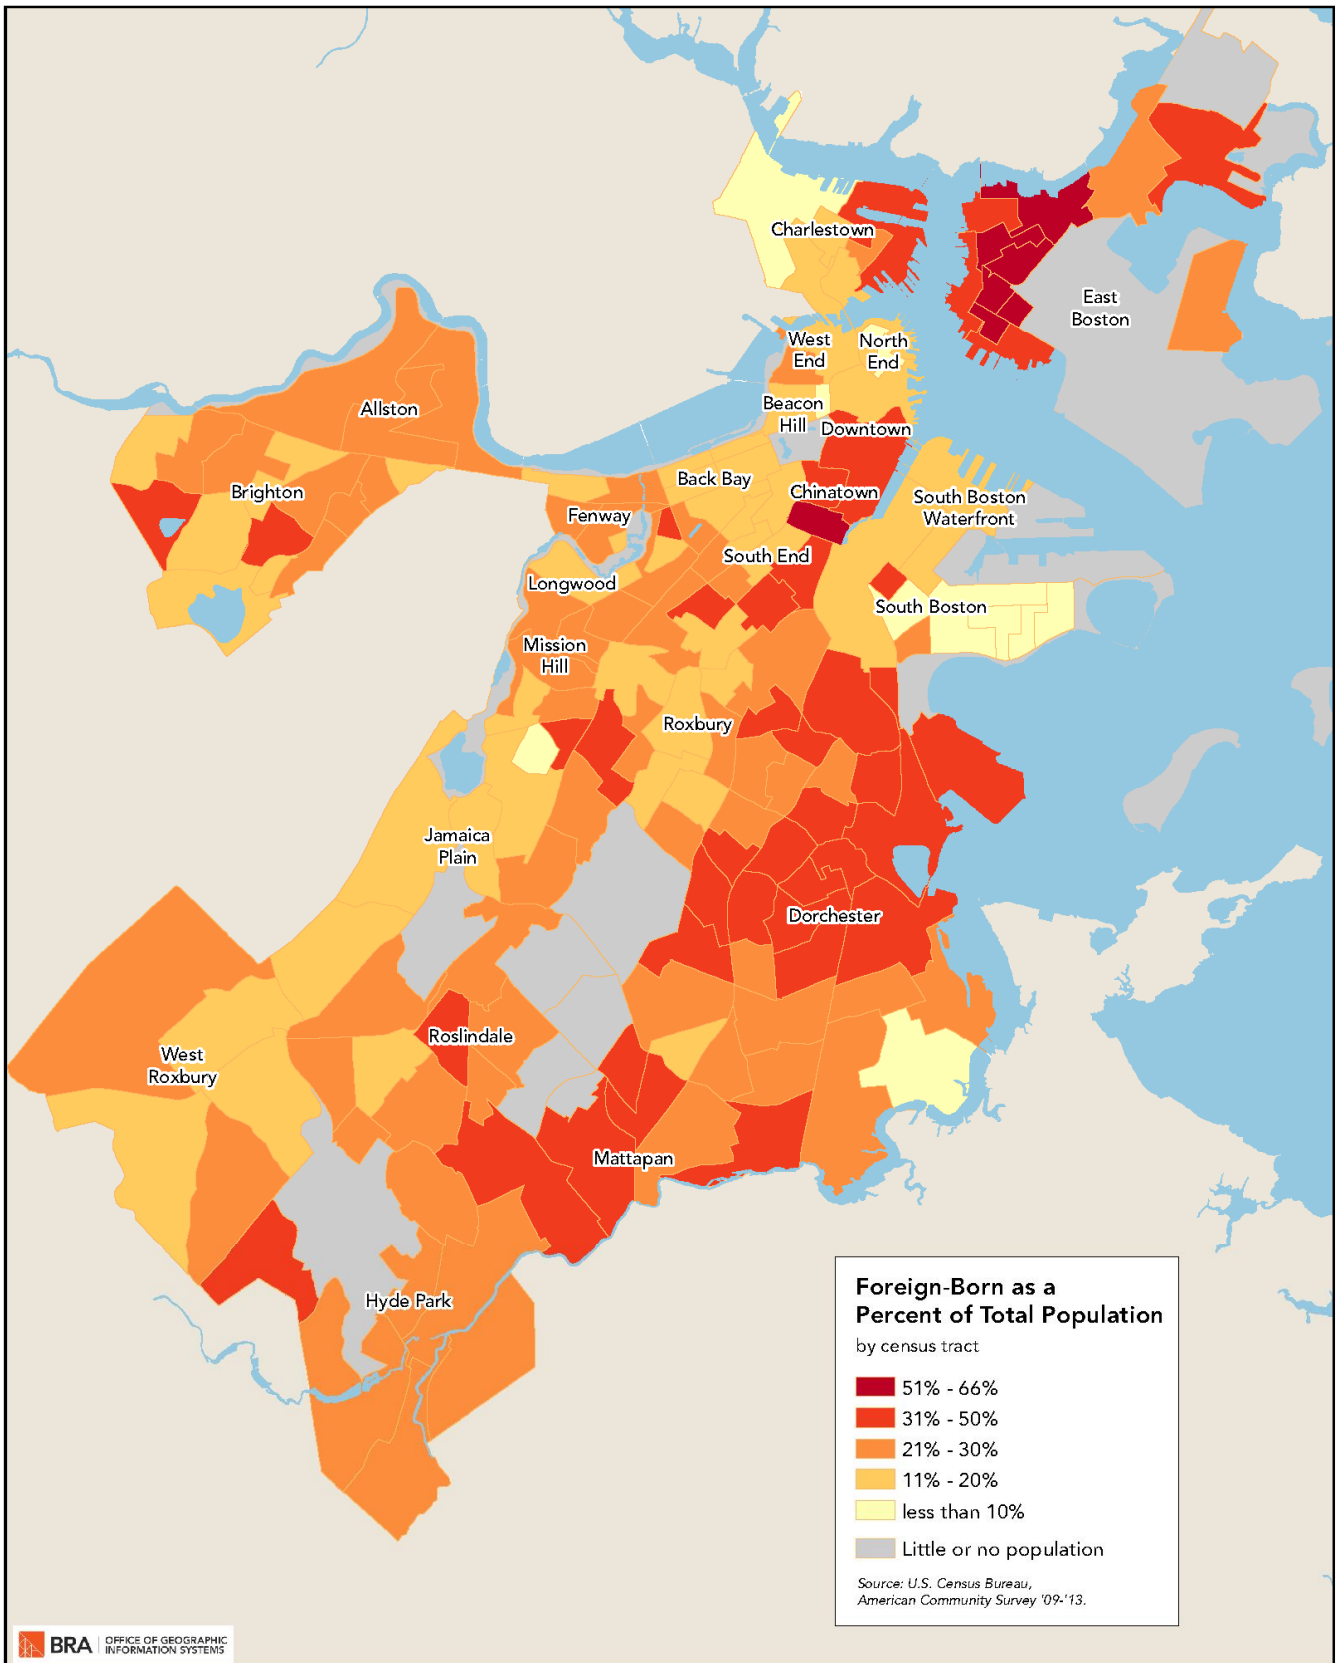 Charlestown
East
Boston
West
End
North
End
Beacon
Hill
Downtown
Allston
Back Bay
Chinatown
Brighton
South Boston
Waterfront
Fenway
South End
Longwood
South Boston
Mission
Hill
Roxbury
Jamaica
Plain
Dorchester
Roslindale
West
Roxbury
Mattapan
Hyde Park
Foreign-Born as a
Percent of Total Population
by census tract
51% - 66%
31% - 50%
21% - 30%
11% - 20%
less than 10%
Little or no population
Source: U.S. Census Bureau,
American Community Survey '09-'13.
BRA
OFFICE OF GEOGRAPHIC
INFORMATION SYSTEMS